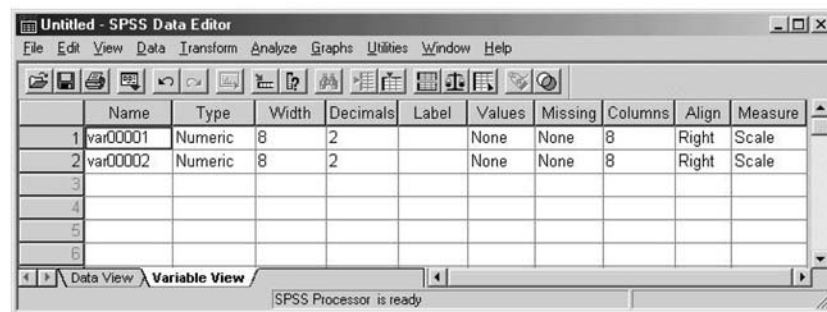 Untitled - SPSS Data Editor
File Edit View Data Transform Analyze Graphs Utilities Window Help
Name Type Width Decimals Label Values Missing Columns Align Measure
1 var00001 Numeric 8 2 None None 8 Right Scale
2 var00002 Numeric 8 2 None None 8 Right Scale
3
4
5
6
Data View Variable View
SPSS Processor is ready